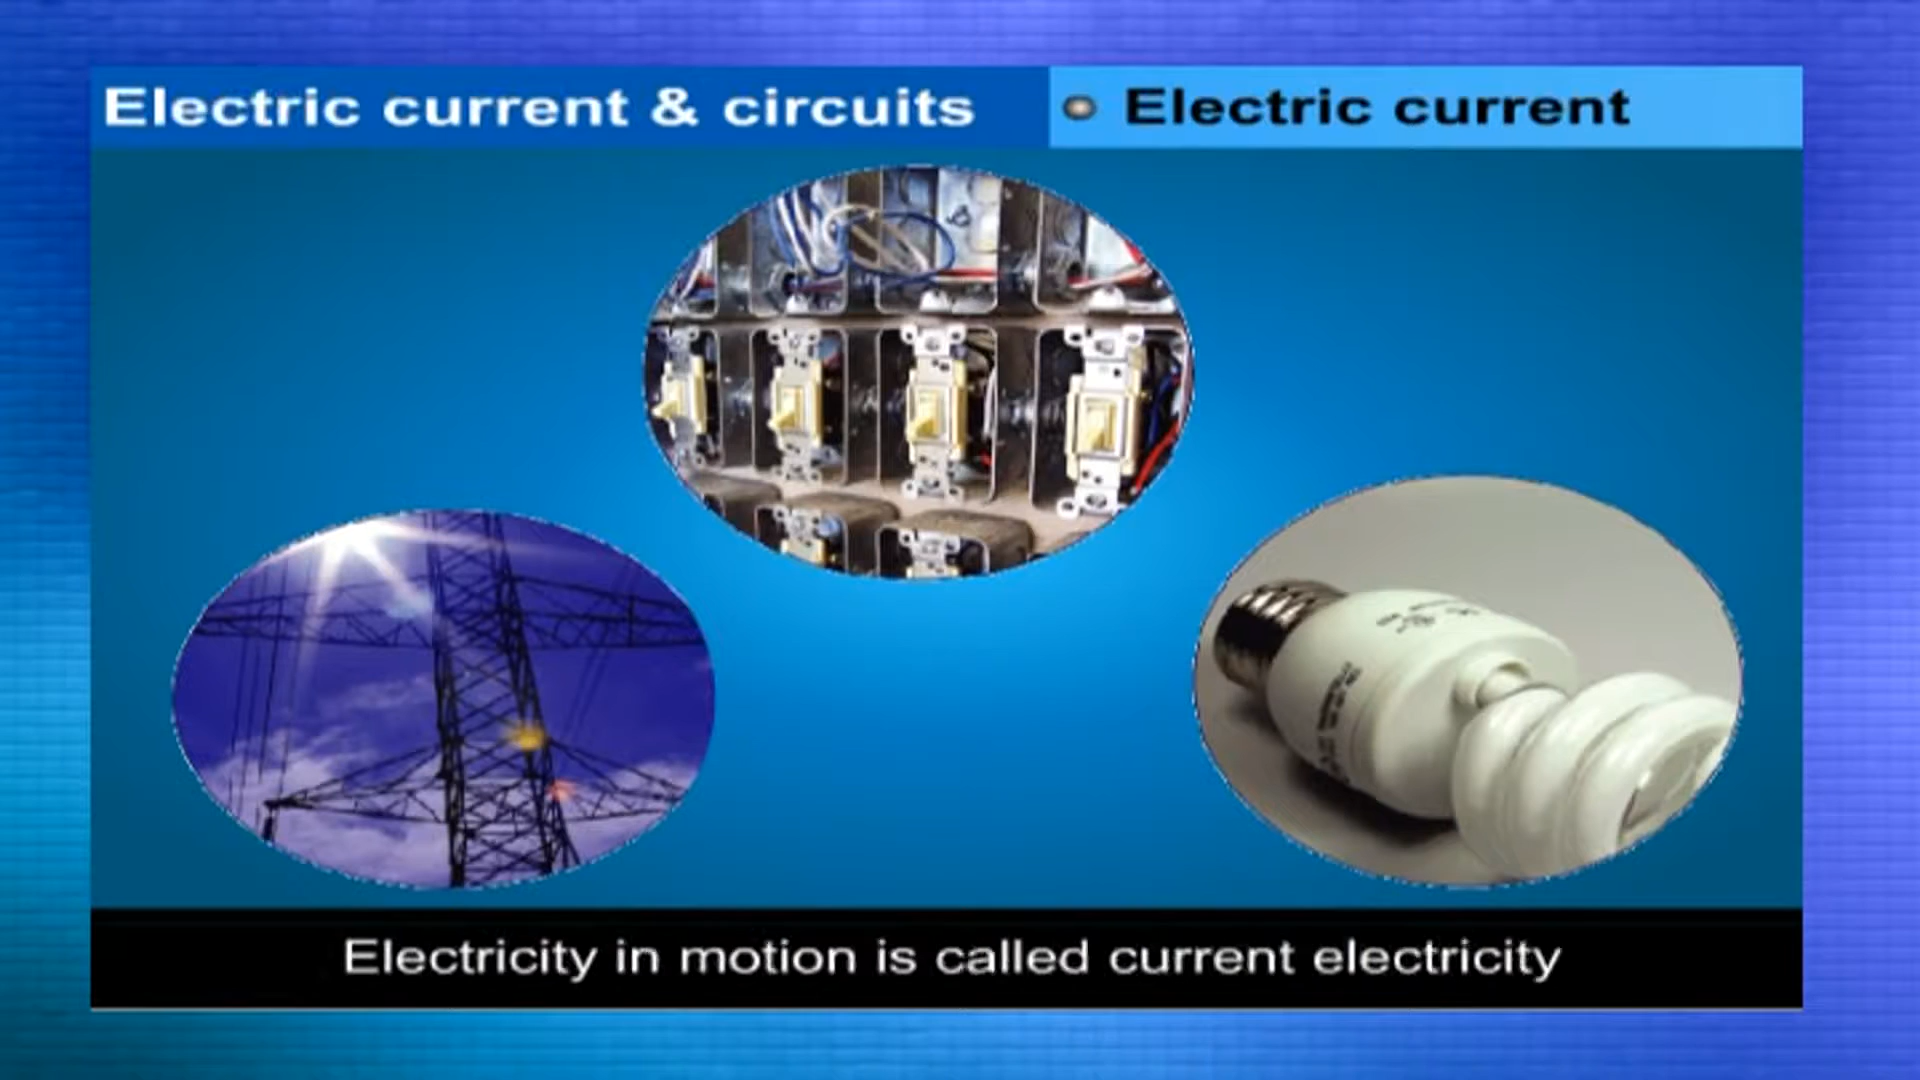 Electric current & circuits
Electric current
Electricity in motion is called current electricity